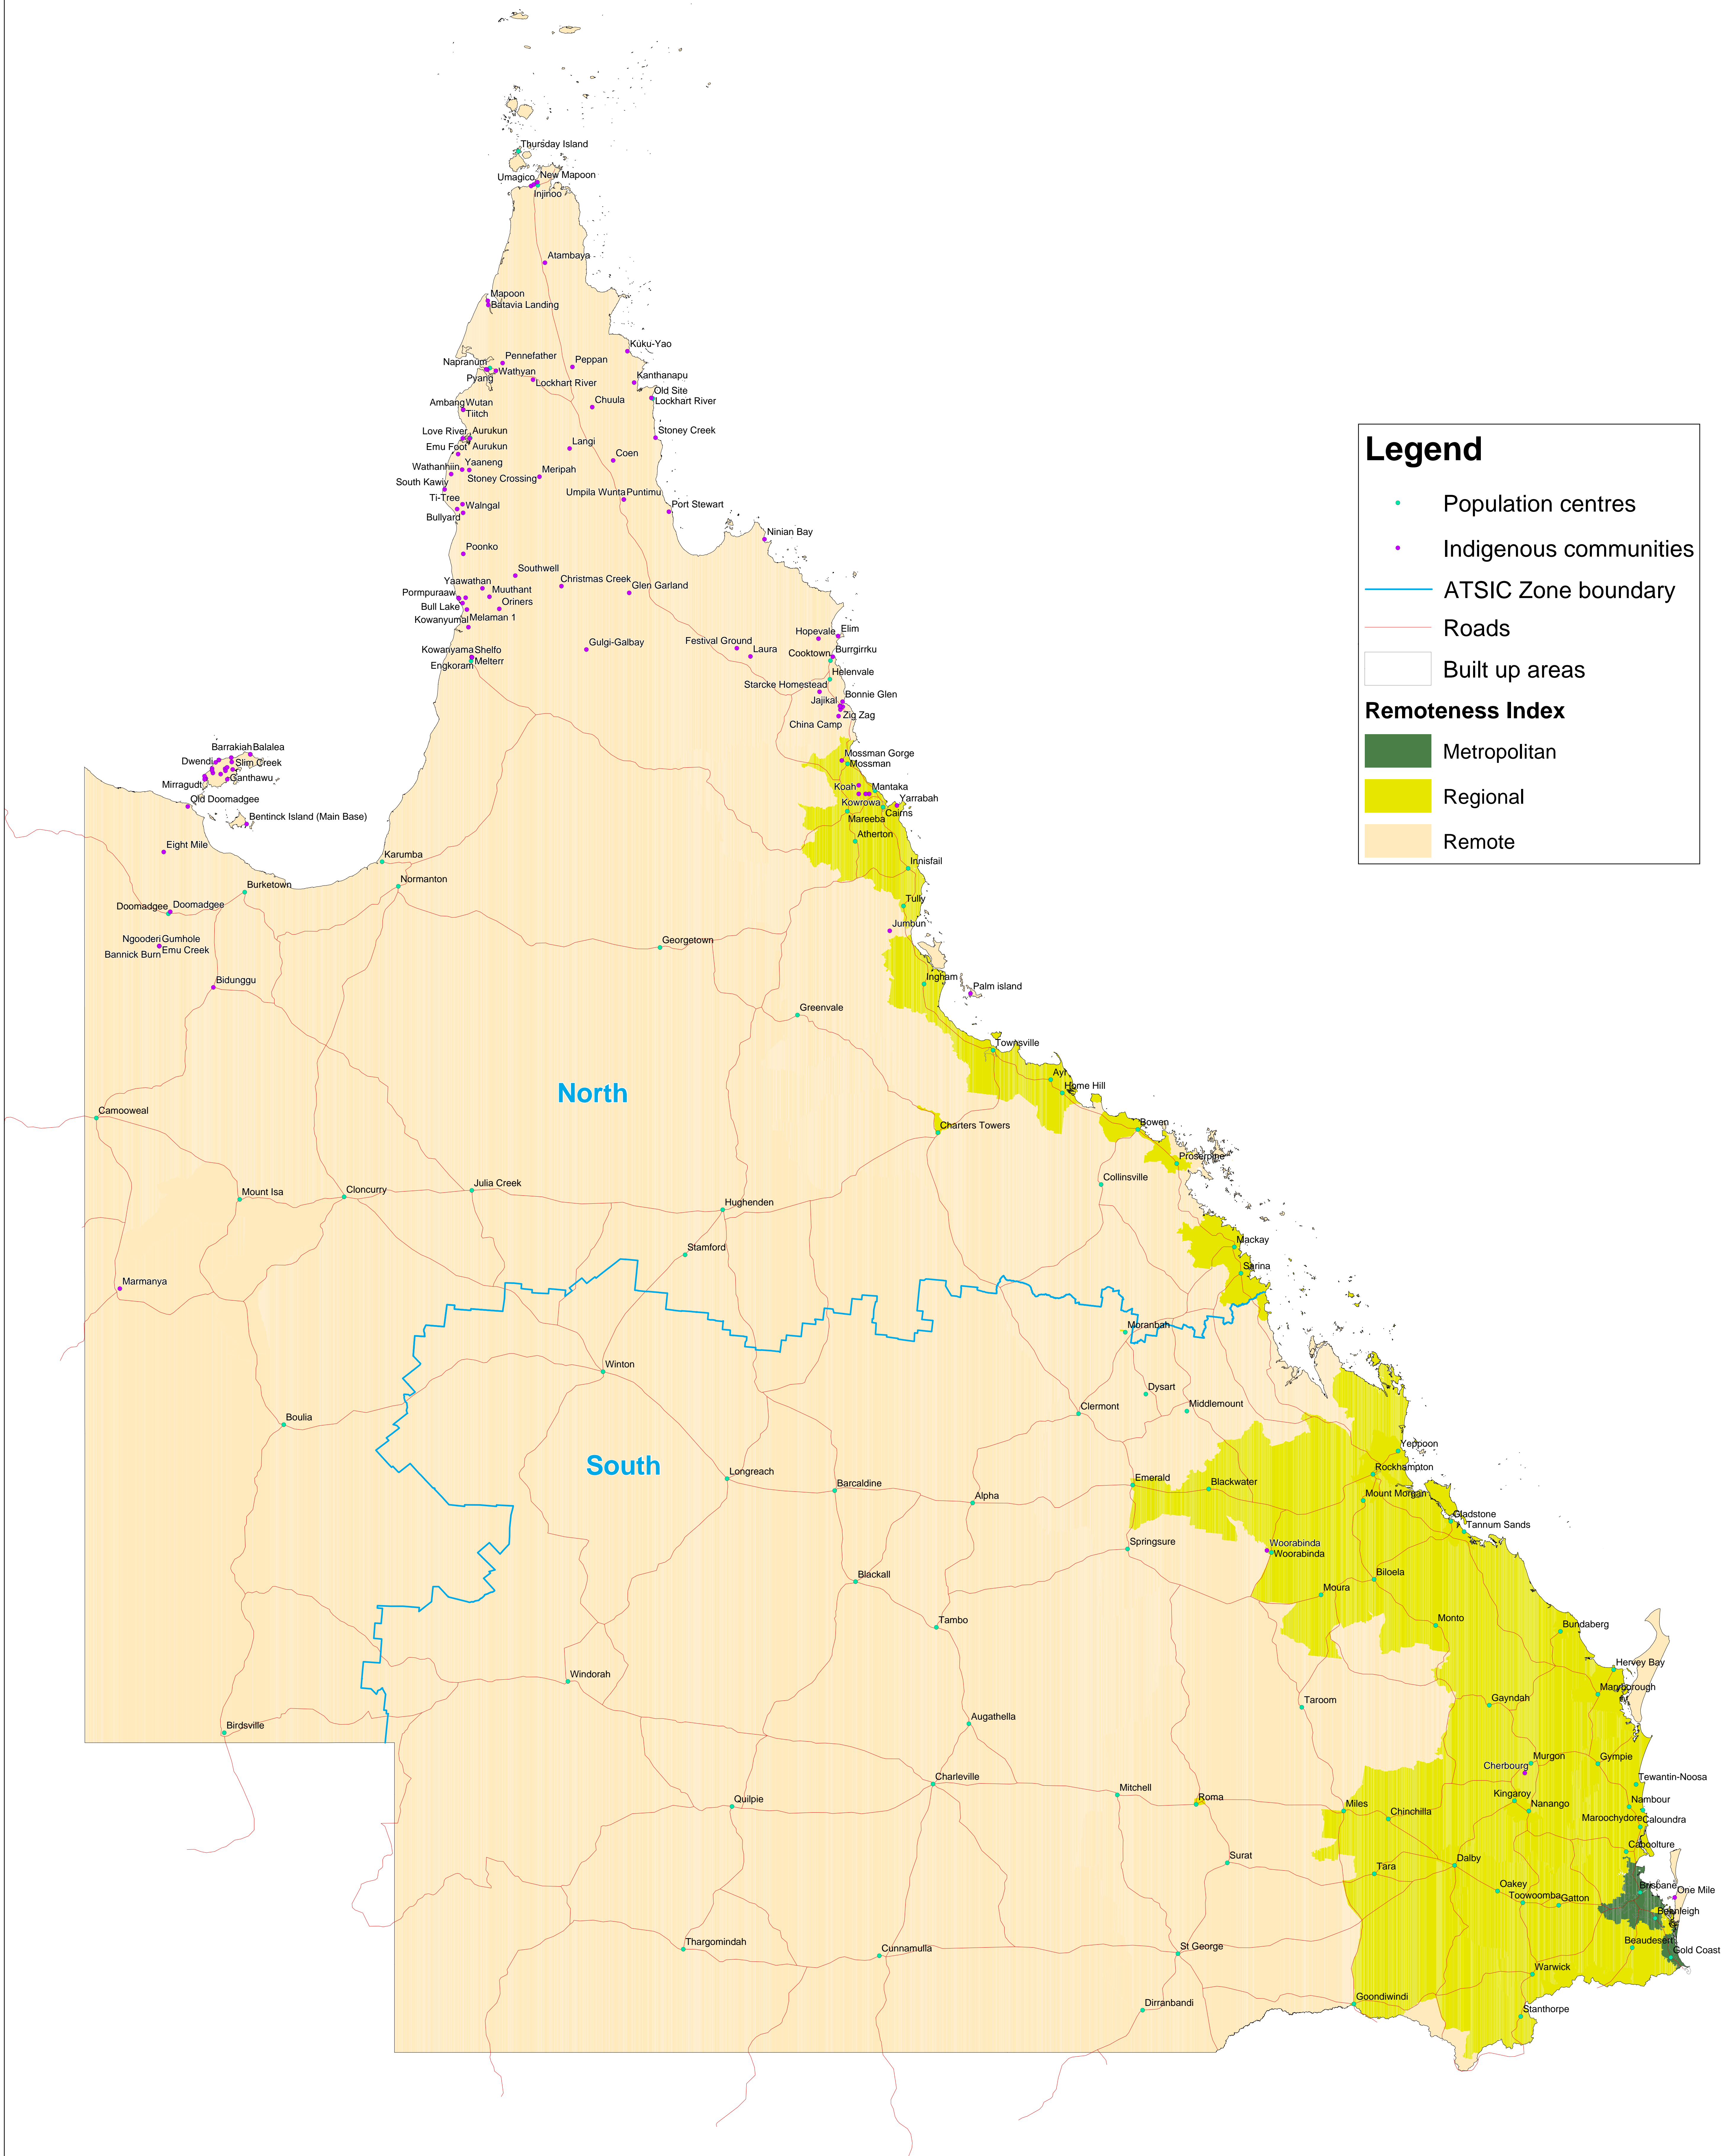 Thursday Island
Umagico
New Mapoon
Injinoo
Atambaya
Mapoon
Batavia Landing
Kuku-Yao
Napranum
Pennefather
Peppan
Pyang
Wathyan
Lockhart River
Kanthanapu
Old Site
Lockhart River
Ambang
Wutan
Tiitch
Chuula
Love River
Aurukun
Emu Foot
Aurukun
Langi
Stoney Creek
Coen
Wathanhiin
Yaaneng
Stoney Crossing
Meripah
South Kawiy
Ti-Tree
Walngal
Bullyard
Umpila Wunta
Puntimu
Port Stewart
Ninian Bay
Poonko
Southwell
Yaawathan
Muuthant
Christmas Creek
Glen Garland
Pormpuraaw
Oriners
Bull Lake
Melaman 1
Kowanyumal
Gulgi-Galbay
Festival Ground
Laura
Hopevale
Elim
Kowanyama
Shelfo
Melterr
Engkoram
Cooktown
Burgirrku
Helenvale
Starcke Homestead
Bonnie Glen
Jajikal
Zig Zag
China Camp
Barrakiah
Balalea
Dwendi
Slim Creek
Mirragudt
Ganthawu
Old Doomadgee
Bentinck Island (Main Base)
Mossman Gorge
Mossman
Koah
Mantaka
Kowrowa
Yarrabah
Cairns
Mareeba
Atherton
Eight Mile
Karumba
Innisfail
Burketown
Normanton
Doomadgee
Doomadgee
Tully
Jumbun
Ngooderi
Gumhole
Bannick Burn
Emu Creek
Georgetown
Bidunggu
Ingham
Palm island
Greenvale
Townsville
Ayr
Home Hill
North
Camooweal
Charters Towers
Bowen
Proserpine
Collinsville
Mount Isa
Cloncurry
Julia Creek
Hughenden
Stamford
Mackay
Sarina
Marmanya
Moranbah
Winton
Dysart
Clermont
Middlemount
Boulia
South
Yeppoon
Longreach
Barcaldine
Alpha
Emerald
Blackwater
Rockhampton
Mount Morgan
Gladstone
Tannum Sands
Springsure
Woorabinda
Woorabinda
Blackall
Biloela
Moura
Tambo
Monto
Bundaberg
Windorah
Hervey Bay
Maryborough
Birdsville
Augathella
Taroom
Gayndah
Murgon
Gympie
Cherbourg
Charleville
Mitchell
Tewantin-Noosa
Quilpie
Roma
Miles
Chinchilla
Kingaroy
Nanango
Nambour
Maroochydore
Caloundra
Surat
Caboolture
Tara
Dalby
Oakey
Toowoomba
Gatton
Brisbane
One Mile
Beenleigh
Thargomindah
Cunnamulla
St George
Beaudesert
Gold Coast
Warwick
Goondiwindi
Dirranbandi
Stanthorpe
Legend
Population centres
Indigenous communities
ATSIC Zone boundary
Roads
Built up areas
Remoteness Index
Metropolitan
Regional
Remote